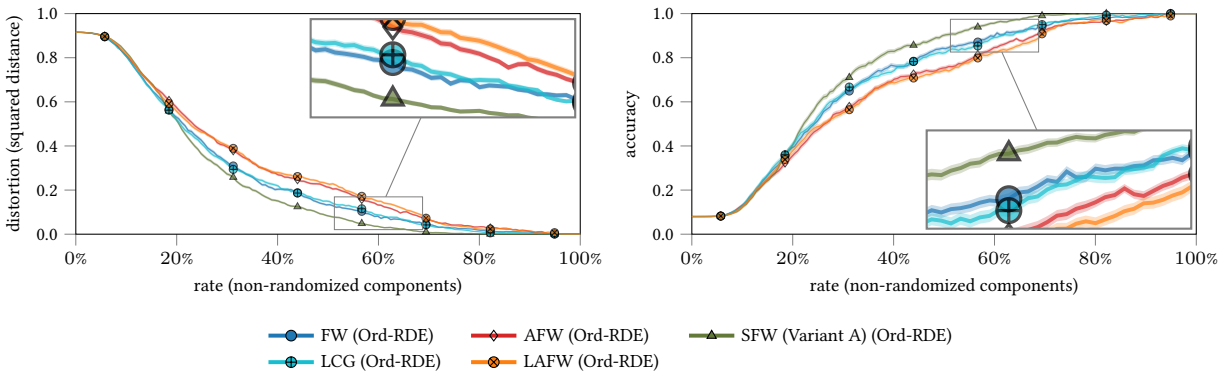 1.0
0.8
0.6
0.4
0.2
0.0
distortion (squared distance)
0% 20% 40% 60% 80% 100%
rate (non-randomized components)
1.0
0.8
0.6
0.4
0.2
0.0
accuracy
0% 20% 40% 60% 80% 100%
rate (non-randomized components)
FW (Ord-RDE) AFW (Ord-RDE) SFW (Variant A) (Ord-RDE)
LCG (Ord-RDE) LAFW (Ord-RDE)